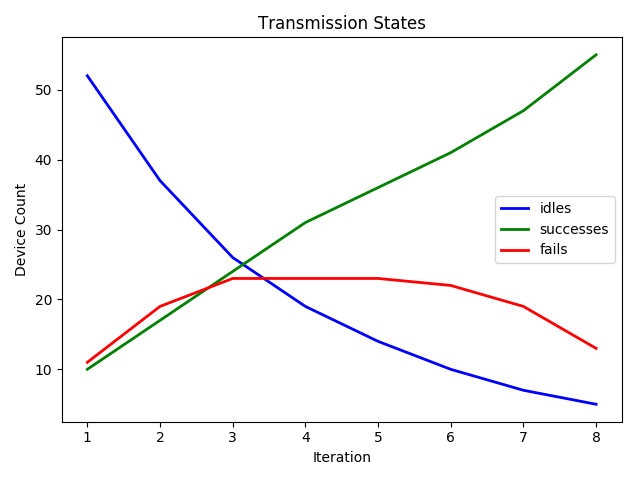 Transmission States
Device Count
50
40
30
20
10
idles
successes
fails
1 2 3 4 5 6 7 8
Iteration